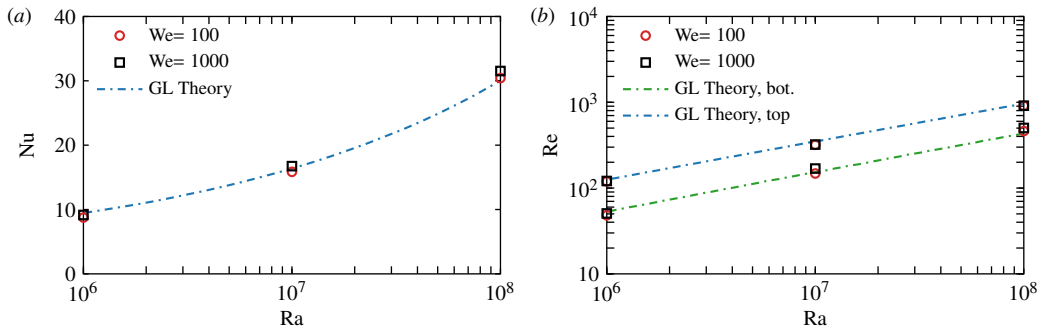 (a)
40
30
20
10
0
Nu
We= 100
We= 1000
GL Theory
10^6
10^7
10^8
Ra
(b)
10^4
10^3
10^2
10
Re
We= 100
We= 1000
GL Theory, bot.
GL Theory, top
10^6
10^7
10^8
Ra